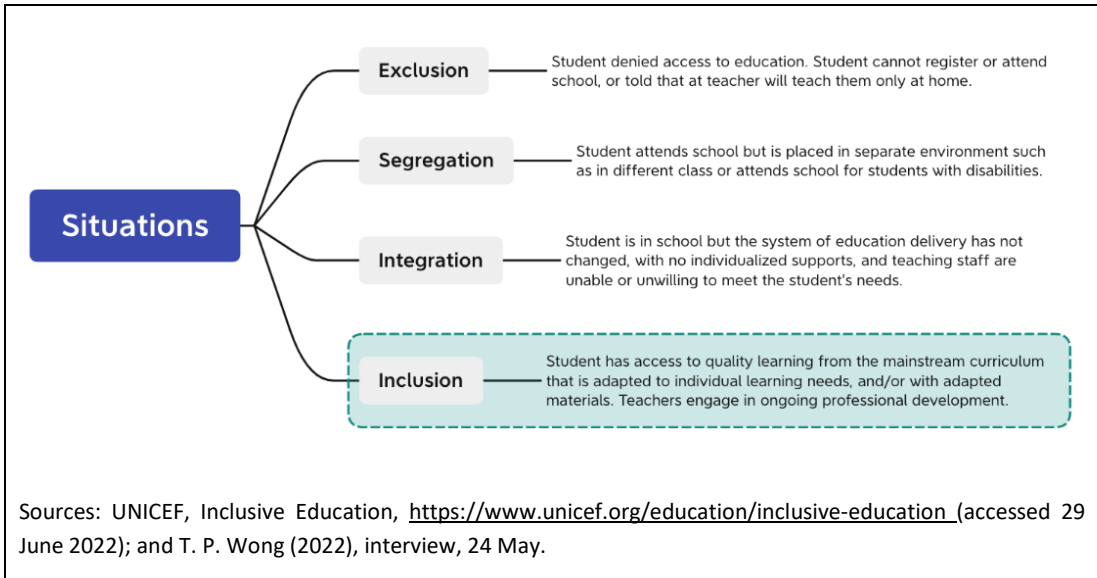 Exclusion
Student denied access to education. Student cannot register or attend
school, or told that at teacher will teach them only at home.
Segregation
Student attends school but is placed in separate environment such
as in different class or attends school for students with disabilities.
Situations
Integration
Student is in school but the system of education delivery has not
changed, with no individualized supports, and teaching staff are
unable or unwilling to meet the student's needs.
Inclusion
Student has access to quality learning from the mainstream curriculum
that is adapted to individual learning needs, and/or with adapted
materials. Teachers engage in ongoing professional development.
Sources: UNICEF, Inclusive Education, https://www.unicef.org/education/inclusive-education (accessed 29
June 2022); and T. P. Wong (2022), interview, 24 May.